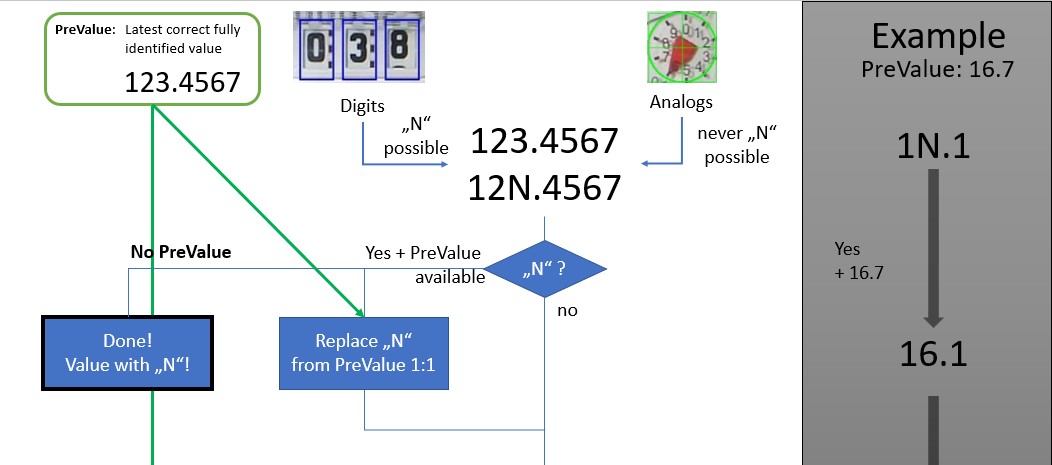 PreValue: Latest correct fully
identified value
123.4567
0 3 8
Digits
„N“
possible
Analogs
never „N“
possible
123.4567
12N.4567
No PreValue
Yes + PreValue
available
„N“ ?
no
Done!
Value with „N“!
Replace „N“
from PreValue 1:1
Example
PreValue: 16.7
1N.1
Yes
+ 16.7
16.1